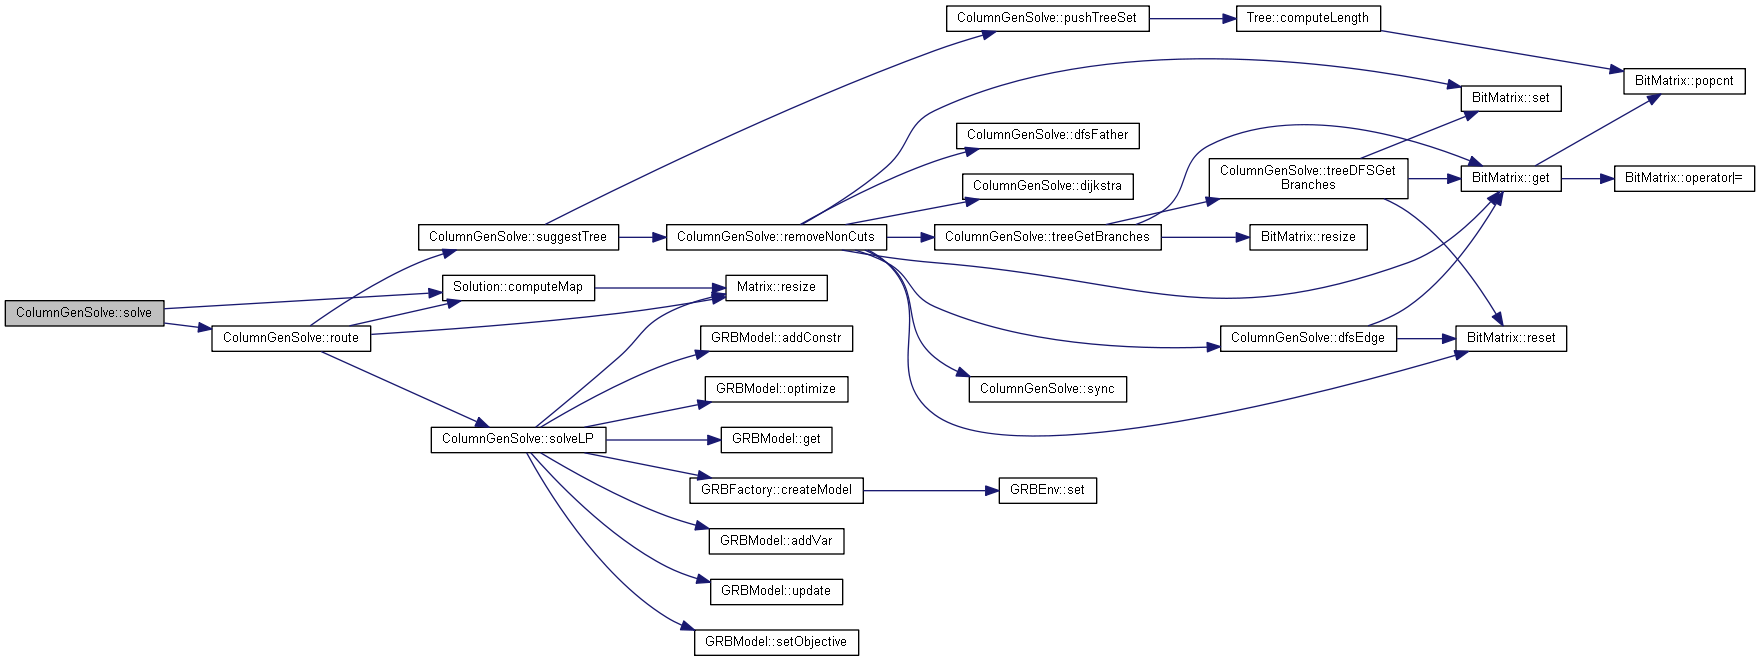 ColumnGenSolve::pushTreeSet
Tree::computeLength
BitMatrix::popcnt
BitMatrix::set
ColumnGenSolve::dfsFather
ColumnGenSolve::treeDFSGet
Branches
BitMatrix::get
BitMatrix::operator|=
ColumnGenSolve::dijkstra
ColumnGenSolve::suggestTree
ColumnGenSolve::removeNonCuts
ColumnGenSolve::treeGetBranches
BitMatrix::resize
Solution::computeMap
Matrix::resize
ColumnGenSolve::solve
ColumnGenSolve::route
GRBModel::addConstr
ColumnGenSolve::dfsEdge
BitMatrix::reset
GRBModel::optimize
ColumnGenSolve::sync
ColumnGenSolve::solveLP
GRBModel::get
GRBFactory::createModel
GRBEnv::set
GRBModel::addVar
GRBModel::update
GRBModel::setObjective